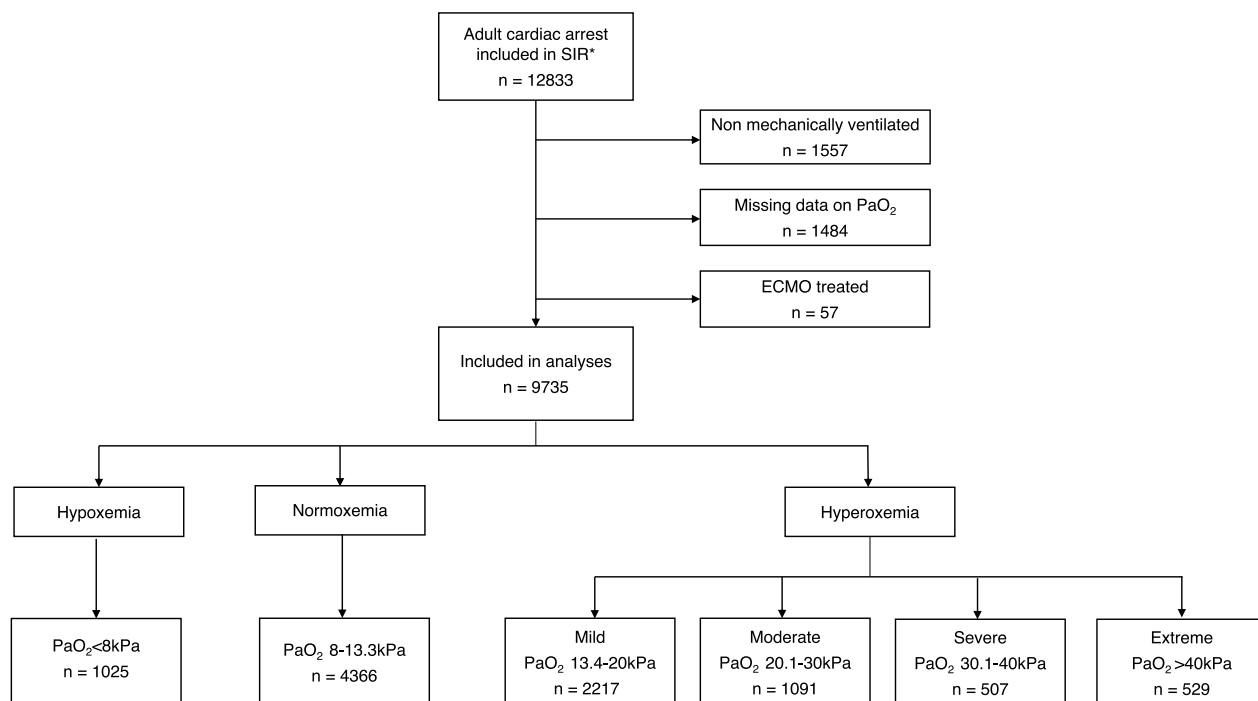 Adult cardiac arrest
included in SIR*
n = 12833
Non mechanically ventilated
n = 1557
Missing data on PaO₂
n = 1484
ECMO treated
n = 57
Included in analyses
n = 9735
Hypoxemia
Normoxemia
Hyperoxemia
PaO₂<8kPa
n = 1025
PaO₂ 8-13.3kPa
n = 4366
Mild
PaO₂ 13.4-20kPa
n = 2217
Moderate
PaO₂ 20.1-30kPa
n = 1091
Severe
PaO₂ 30.1-40kPa
n = 507
Extreme
PaO₂ >40kPa
n = 529